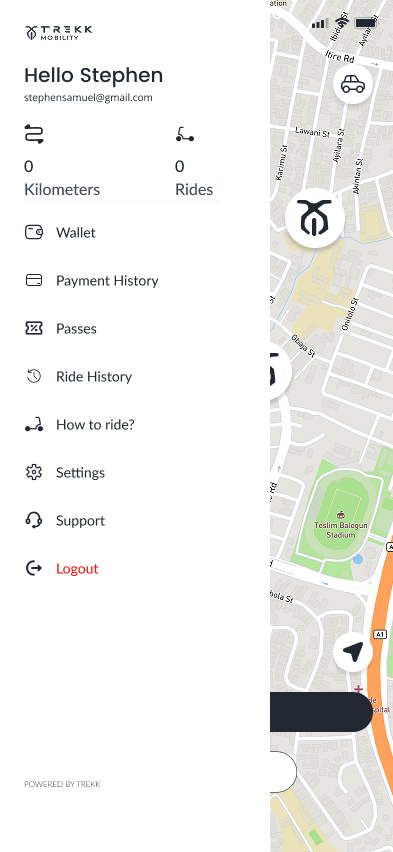 TREKK
MOBILITY
Hello Stephen
stephensamuel@gmail.com
0
Kilometers
0
Rides
Wallet
Payment History
Passes
Ride History
How to ride?
Settings
Support
Logout
POWERED BY TREKK
ation
Itire Rd
Lawani St
Ayilara St
Karimu St
Akintan St
Onitolo St
Gbaja St
Teslim Balogun
Stadium
A1